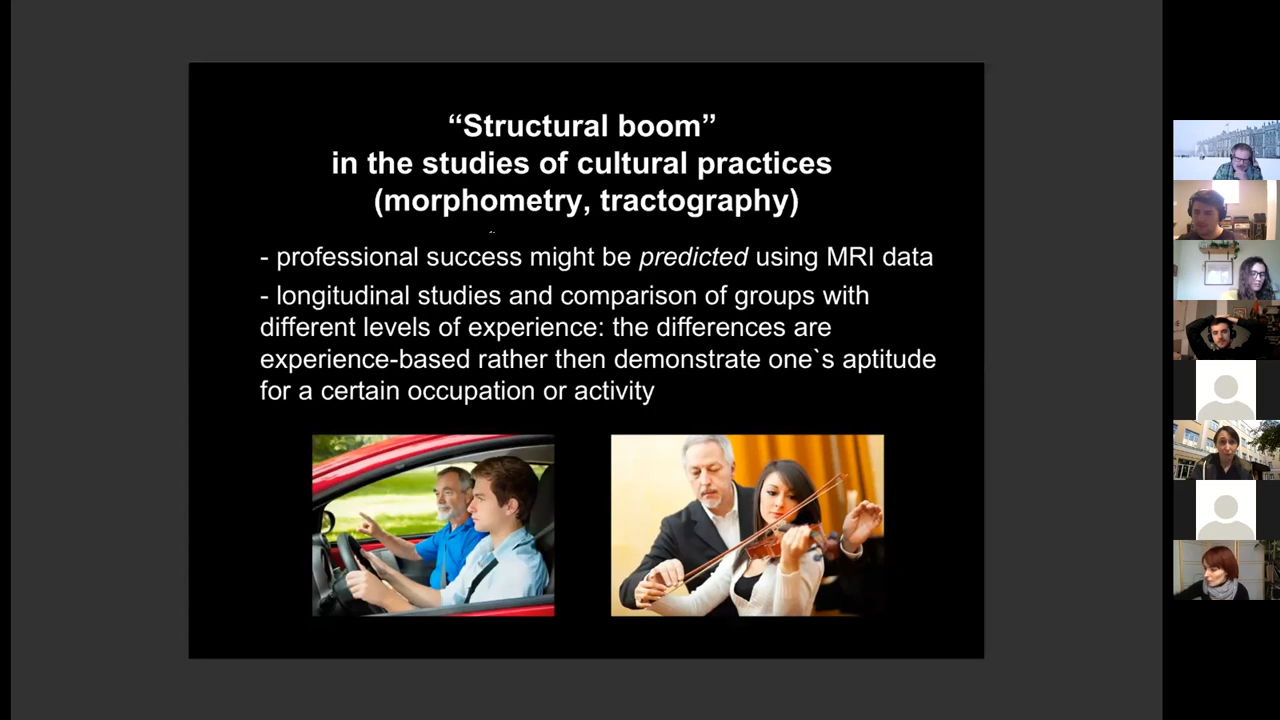 “Structural boom”
in the studies of cultural practices
(morphometry, tractography)
- professional success might be predicted using MRI data
- longitudinal studies and comparison of groups with
different levels of experience: the differences are
experience-based rather then demonstrate one`s aptitude
for a certain occupation or activity